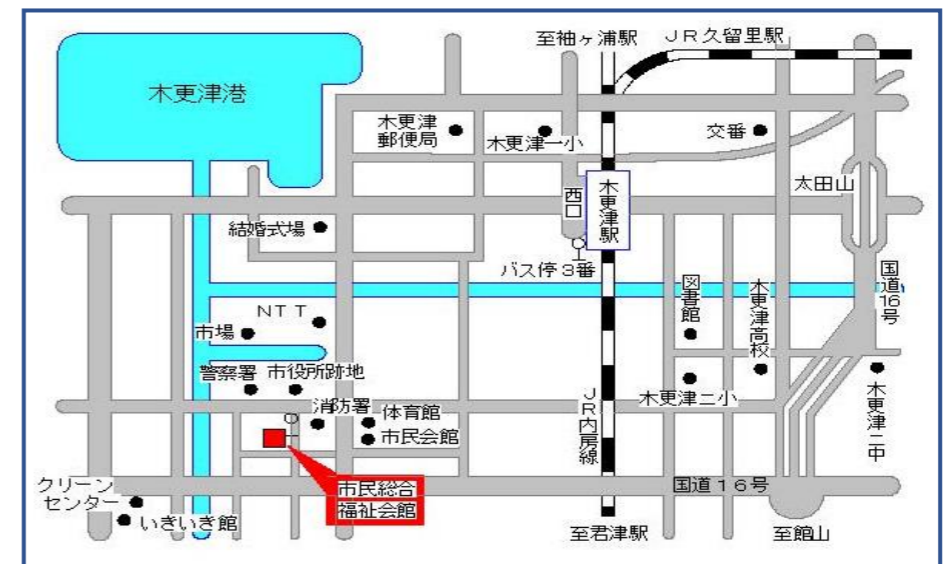 至袖ヶ浦駅
ＪＲ久留里駅
木更津港
木更津
郵便局
木更津一小
交番
太田山
西口
木更津駅
結婚式場
バス停３番
図書館
木更津高校
国道16号
ＮＴＴ
市場
警察署
市役所跡地
消防署
体育館
市民会館
ＪＲ内房線
木更津二小
木更津二中
市民総合
福祉会館
国道１６号
クリーン
センター
いきいき館
至君津駅
至館山